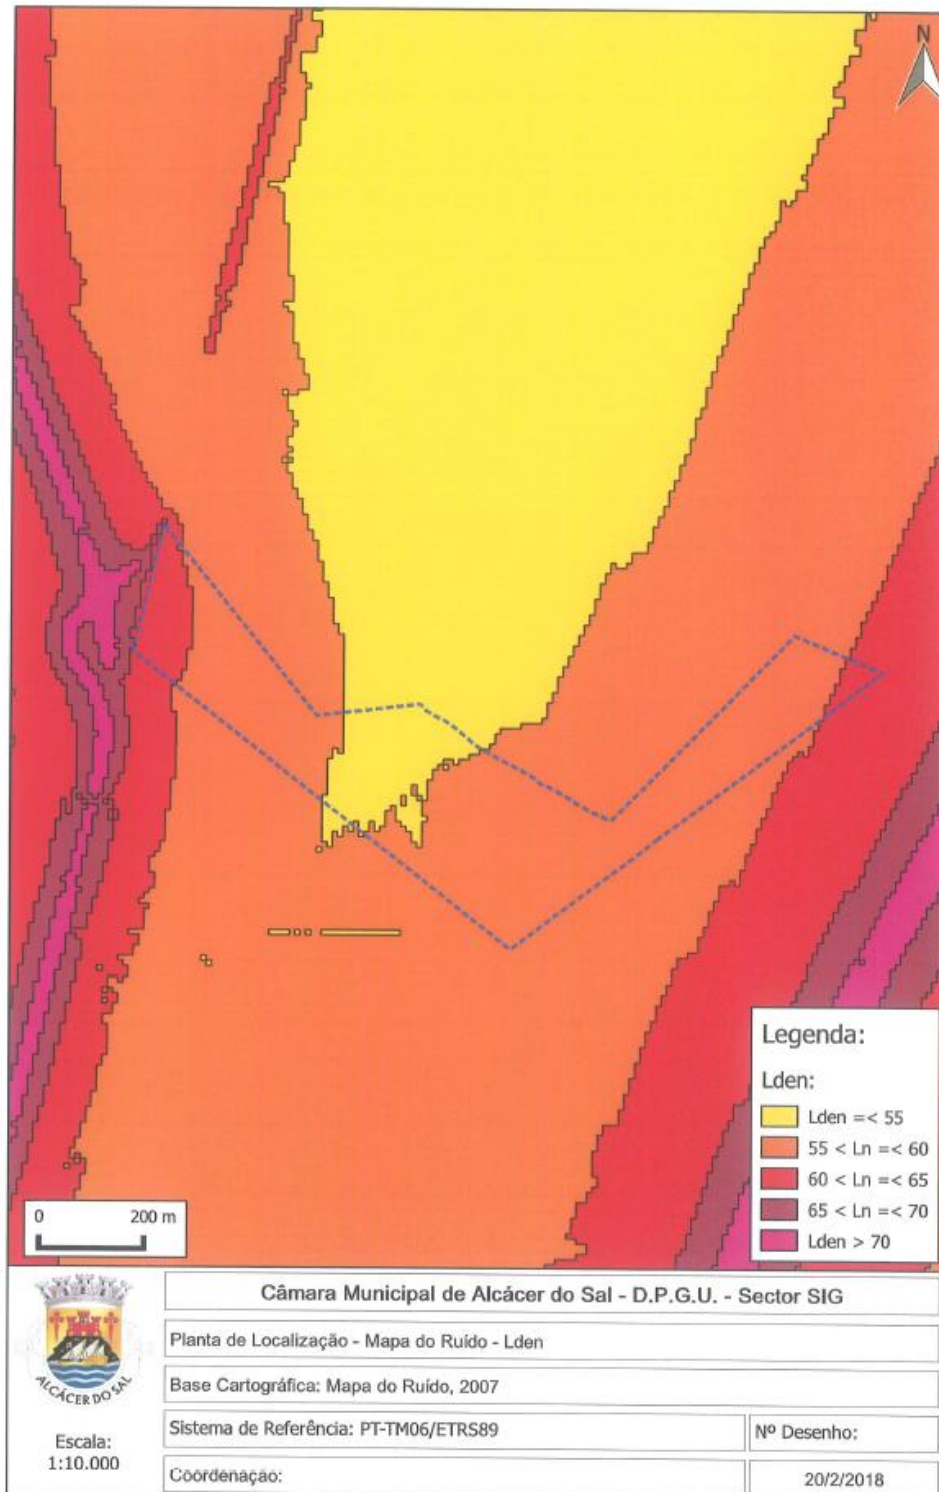 N
Legenda:
Lden:
Lden =< 55
55 < Ln =< 60
60 < Ln =< 65
65 < Ln =< 70
Lden > 70
0 200 m
ALCÁCER DO SAL
Escala:
1:10.000
Câmara Municipal de Alcácer do Sal - D.P.G.U. - Sector SIG
Planta de Localização - Mapa do Ruído - Lden
Base Cartográfica: Mapa do Ruído, 2007
Sistema de Referência: PT-TM06/ETRS89
Nº Desenho:
Coordenação:
20/2/2018